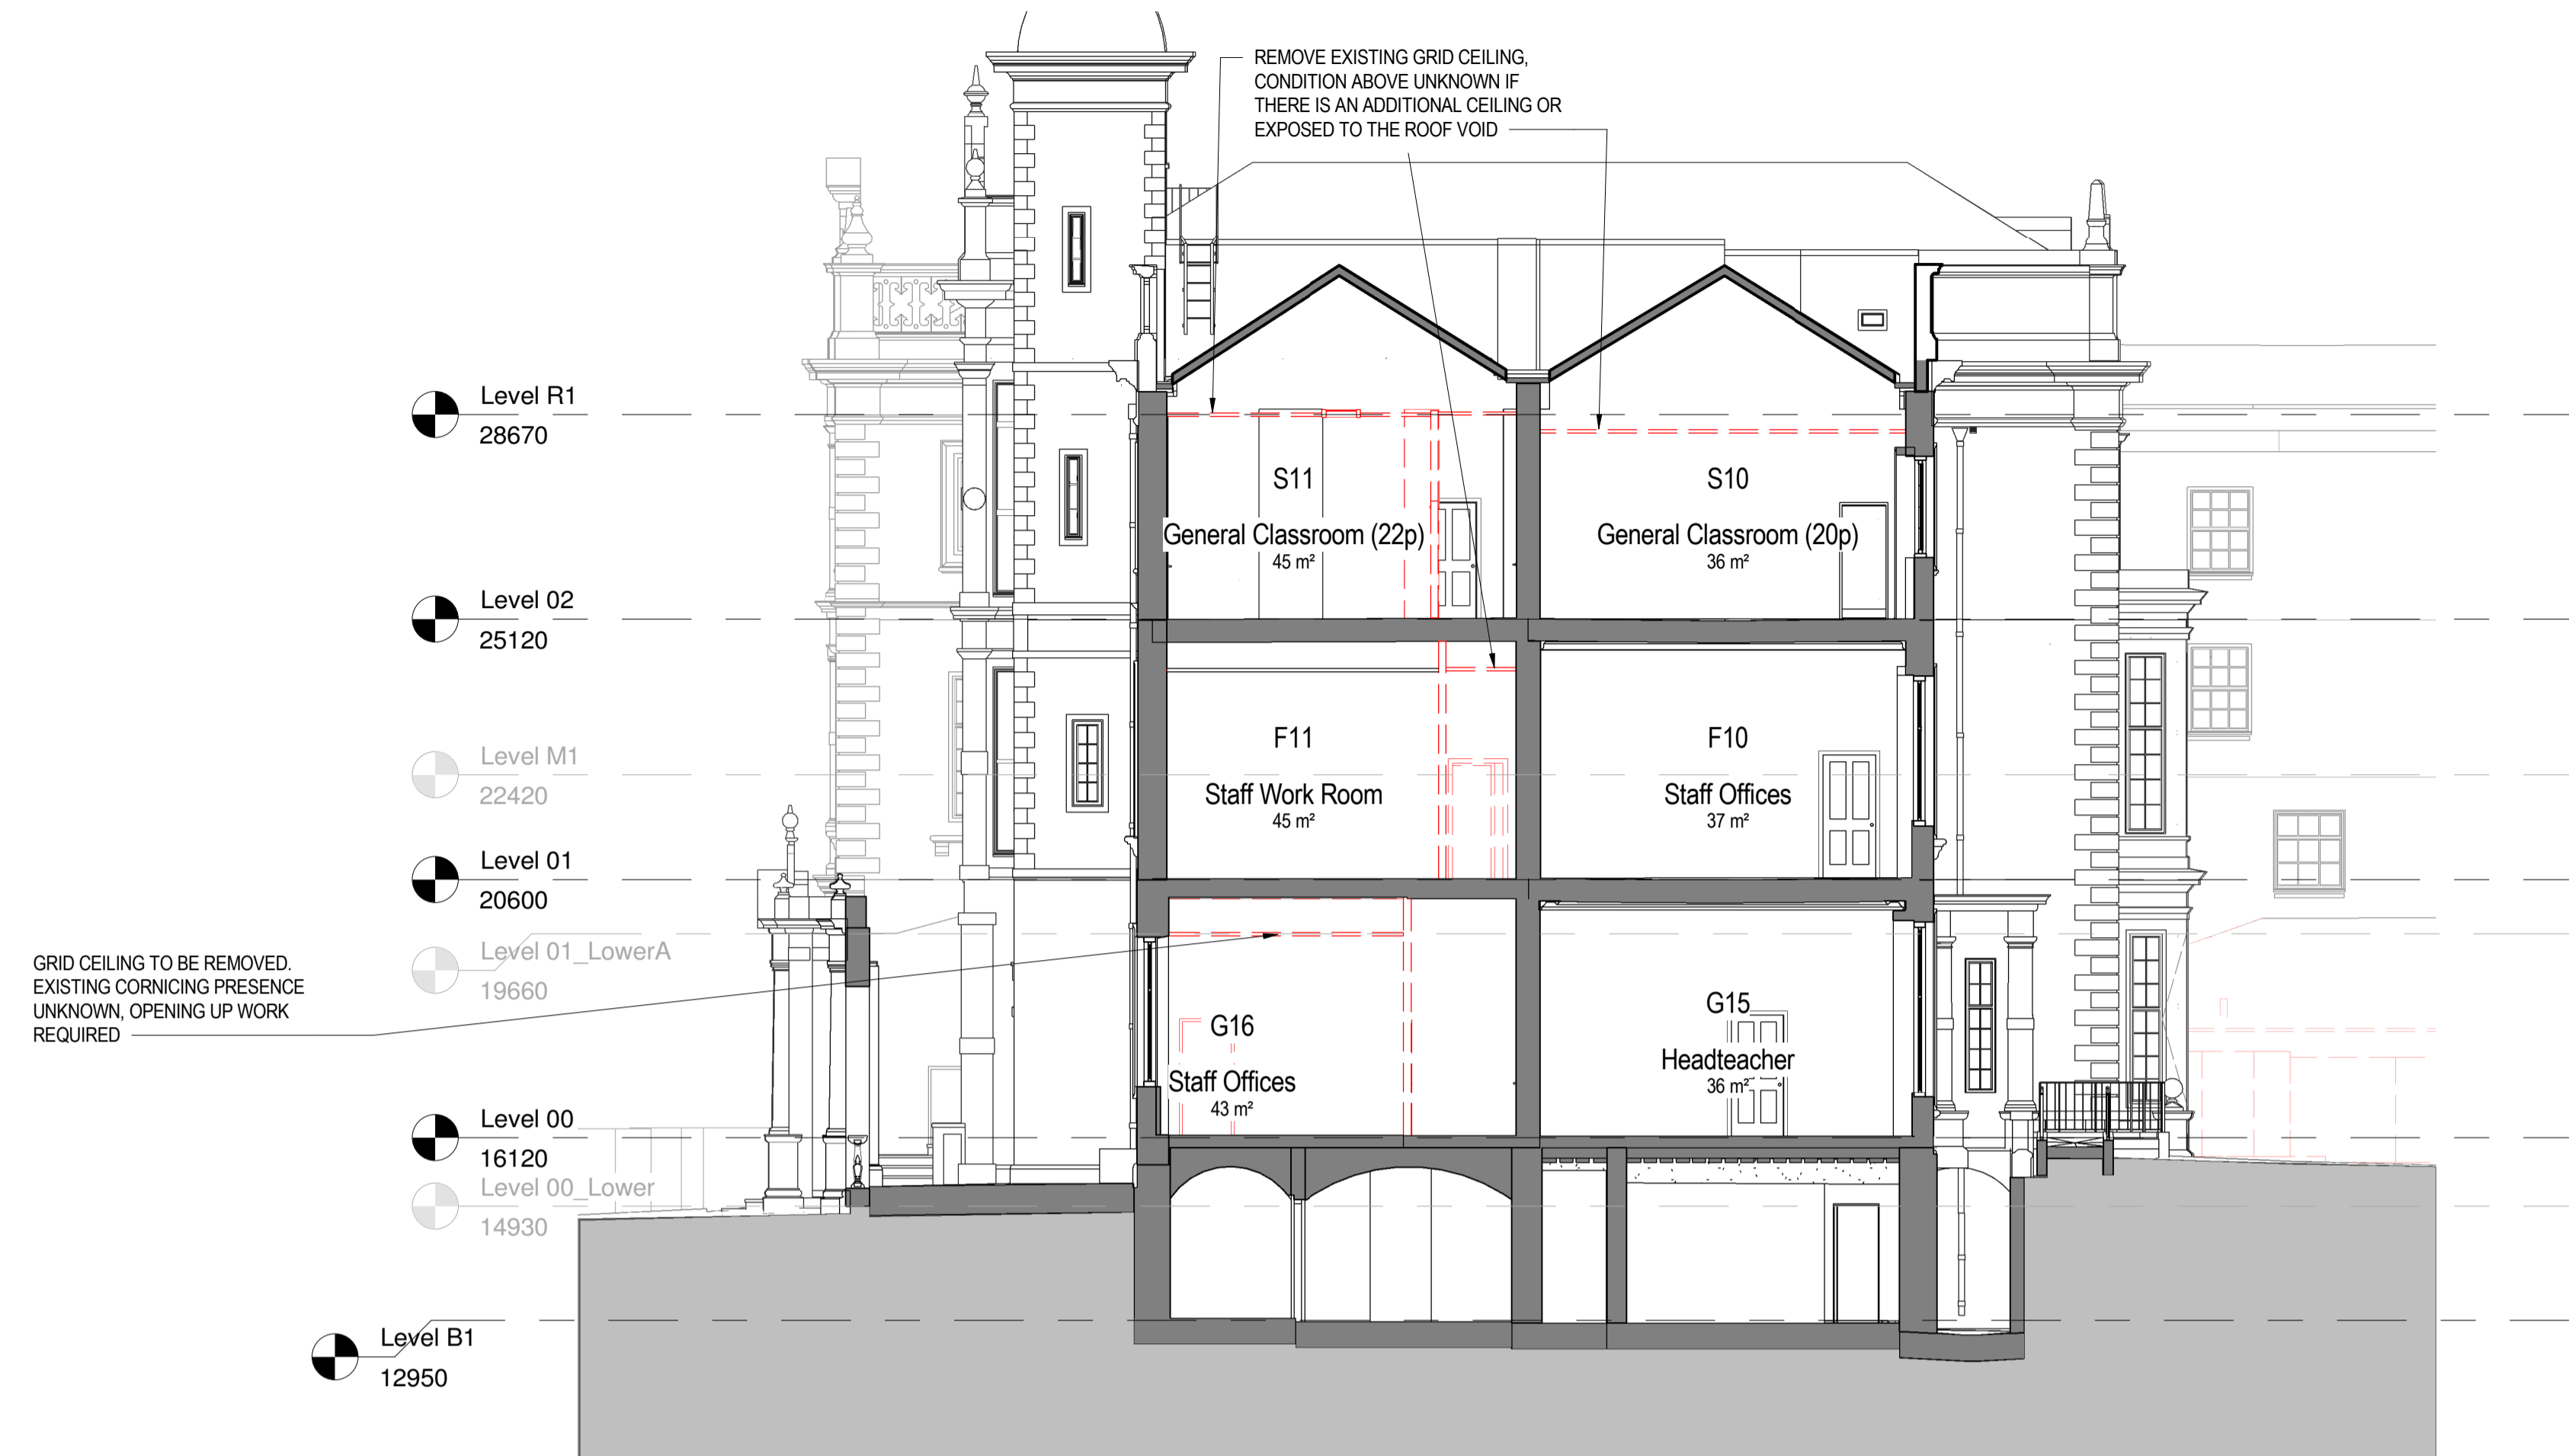 REMOVE EXISTING GRID CEILING,
CONDITION ABOVE UNKNOWN IF
THERE IS AN ADDITIONAL CEILING OR
EXPOSED TO THE ROOF VOID
Level R1
28670
S11
General Classroom (22p)
45 m²
S10
General Classroom (20p)
36 m²
Level 02
25120
F11
Staff Work Room
45 m²
F10
Staff Offices
37 m²
Level M1
22420
Level 01
20600
Level 01_LowerA
19660
GRID CEILING TO BE REMOVED.
EXISTING CORNICING PRESENCE
UNKNOWN, OPENING UP WORK
REQUIRED
G16
Staff Offices
43 m²
G15
Headteacher
36 m²
Level 00
16120
Level 00_Lower
14930
Level B1
12950